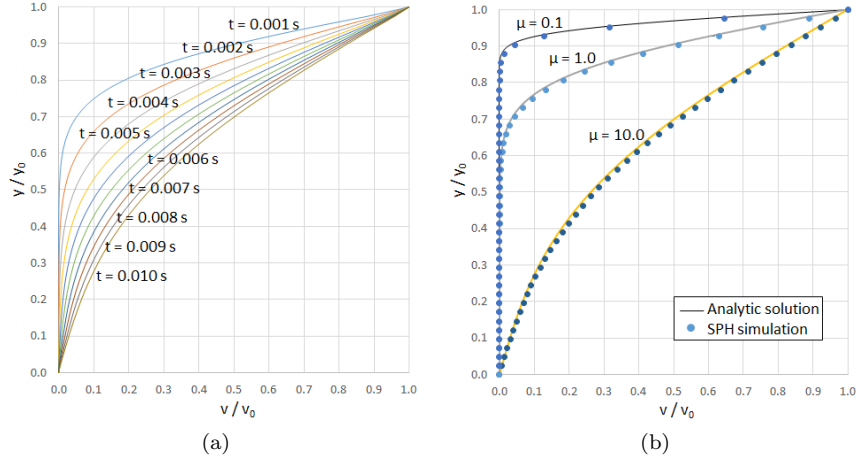 1.0
0.9
0.8
0.7
0.6
0.5
0.4
0.3
0.2
0.1
0.0
y / y₀
t = 0.001 s
t = 0.002 s
t = 0.003 s
t = 0.004 s
t = 0.005 s
t = 0.006 s
t = 0.007 s
t = 0.008 s
t = 0.009 s
t = 0.010 s
0.0 0.1 0.2 0.3 0.4 0.5 0.6 0.7 0.8 0.9 1.0
v / v₀
(a)
1.0
0.9
0.8
0.7
0.6
0.5
0.4
0.3
0.2
0.1
0.0
y / y₀
μ = 0.1
μ = 1.0
μ = 10.0
Analytic solution
SPH simulation
0.0 0.1 0.2 0.3 0.4 0.5 0.6 0.7 0.8 0.9 1.0
v / v₀
(b)